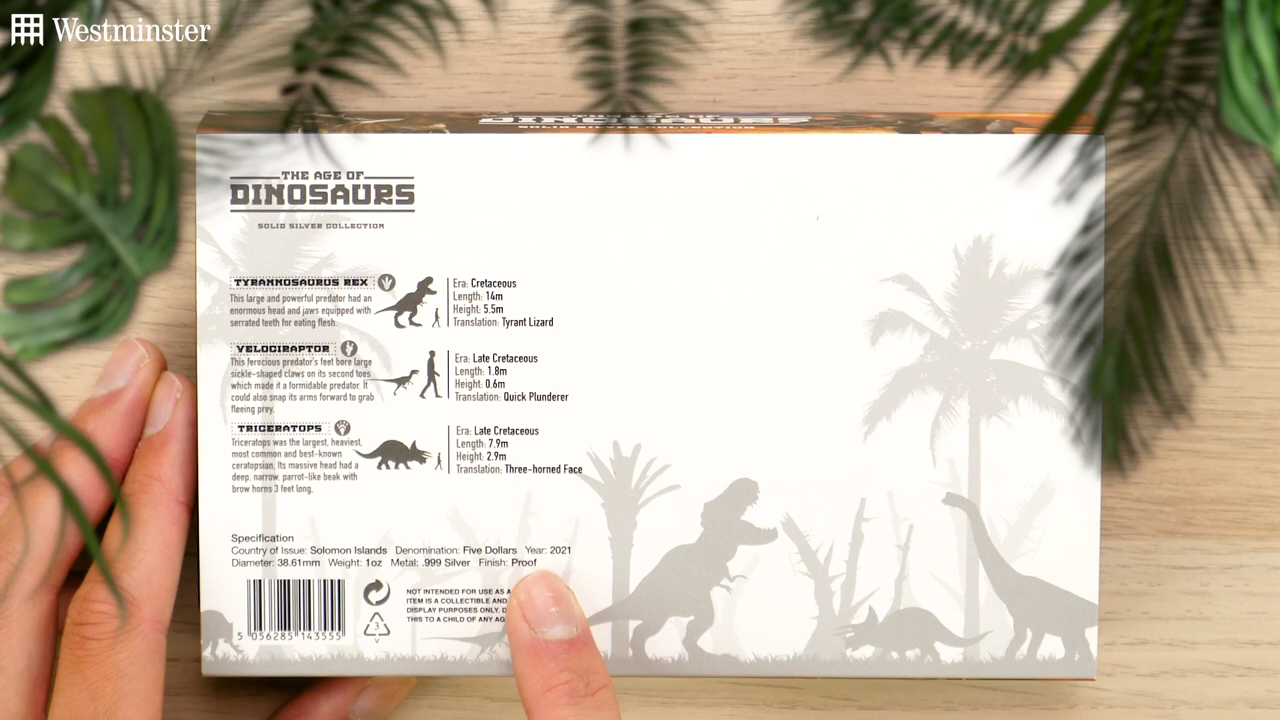 Westminster
DINOSAURS
SOLID SILVER COLLECTION
THE AGE OF
DINOSAURS
SOLID SILVER COLLECTION
TYRANNOSAURUS REX
This large and powerful predator had an
enormous head and jaws equipped with
serrated teeth for eating flesh.
Era: Cretaceous
Length: 14m
Height: 5.5m
Translation: Tyrant Lizard
VELOCIRAPTOR
This ferocious predator's feet bore large
sickle-shaped claws on its second toes
which made it a formidable predator. It
could also snap its arms forward to grab
fleeing prey.
Era: Late Cretaceous
Length: 1.8m
Height: 0.6m
Translation: Quick Plunderer
TRICERATOPS
Triceratops was the largest, heaviest,
most common and best-known
ceratopsian. Its massive head had a
deep, narrow, parrot-like beak with
brow horns 3 feet long.
Era: Late Cretaceous
Length: 7.9m
Height: 2.9m
Translation: Three-horned Face
Specification
Country of Issue: Solomon Islands Denomination: Five Dollars Year: 2021
Diameter: 38.61mm Weight: 1oz Metal: .999 Silver Finish: Proof
NOT INTENDED FOR USE AS A
ITEM IS A COLLECTIBLE AND
DISPLAY PURPOSES ONLY.
THIS TO A CHILD OF ANY
5 056285 143555
3
V